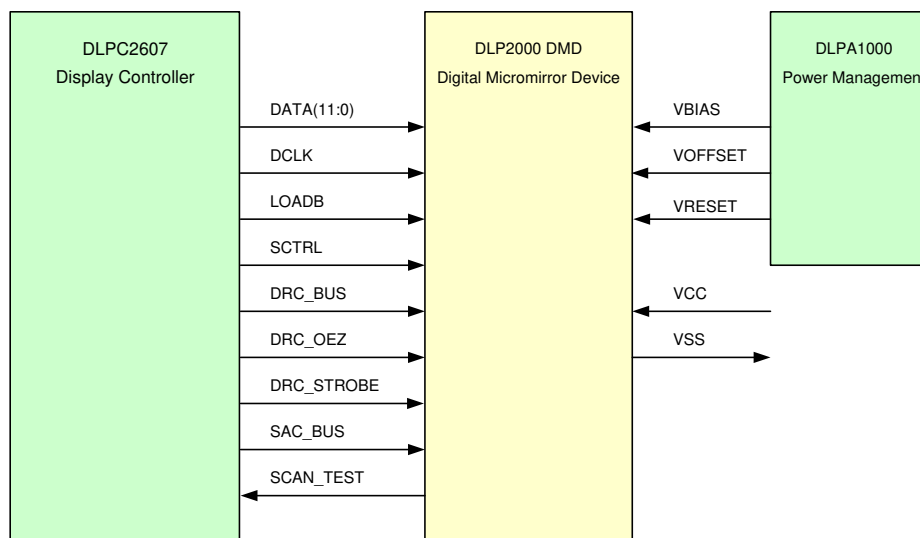 DLPC2607
Display Controller
DATA(11:0)
DCLK
LOADB
SCTRL
DRC_BUS
DRC_OEZ
DRC_STROBE
SAC_BUS
SCAN_TEST
DLP2000 DMD
Digital Micromirror Device
DLPA1000
Power Managemen
VBIAS
VOFFSET
VRESET
VCC
VSS